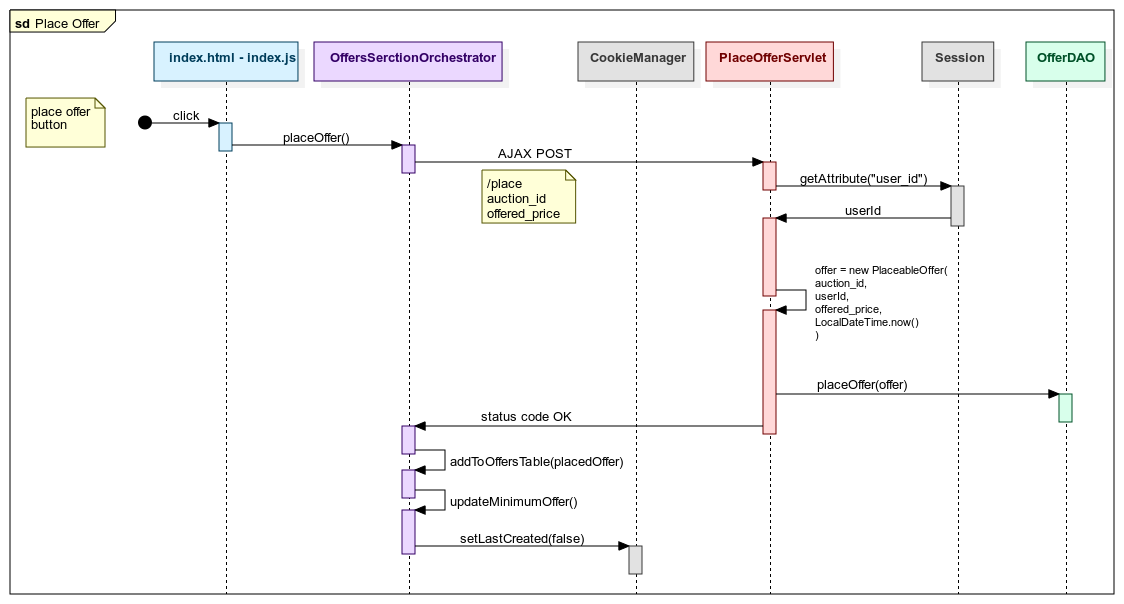 sd Place Offer
index.html - index.js
OffersSerctionOrchestrator
CookieManager
PlaceOfferServlet
Session
OfferDAO
place offer
button
click
placeOffer()
AJAX POST
/place
auction_id
offered_price
getAttribute("user_id")
userId
offer = new PlaceableOffer(
auction_id,
userId,
offered_price,
LocalDateTime.now()
)
placeOffer(offer)
status code OK
addToOffersTable(placedOffer)
updateMinimumOffer()
setLastCreated(false)